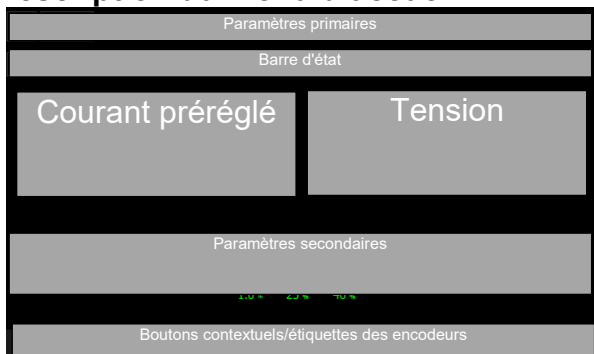 Paramètres primaires
Barre d'état
Courant préréglé
Tension
Paramètres secondaires
Boutons contextuels/étiquettes des encodeurs